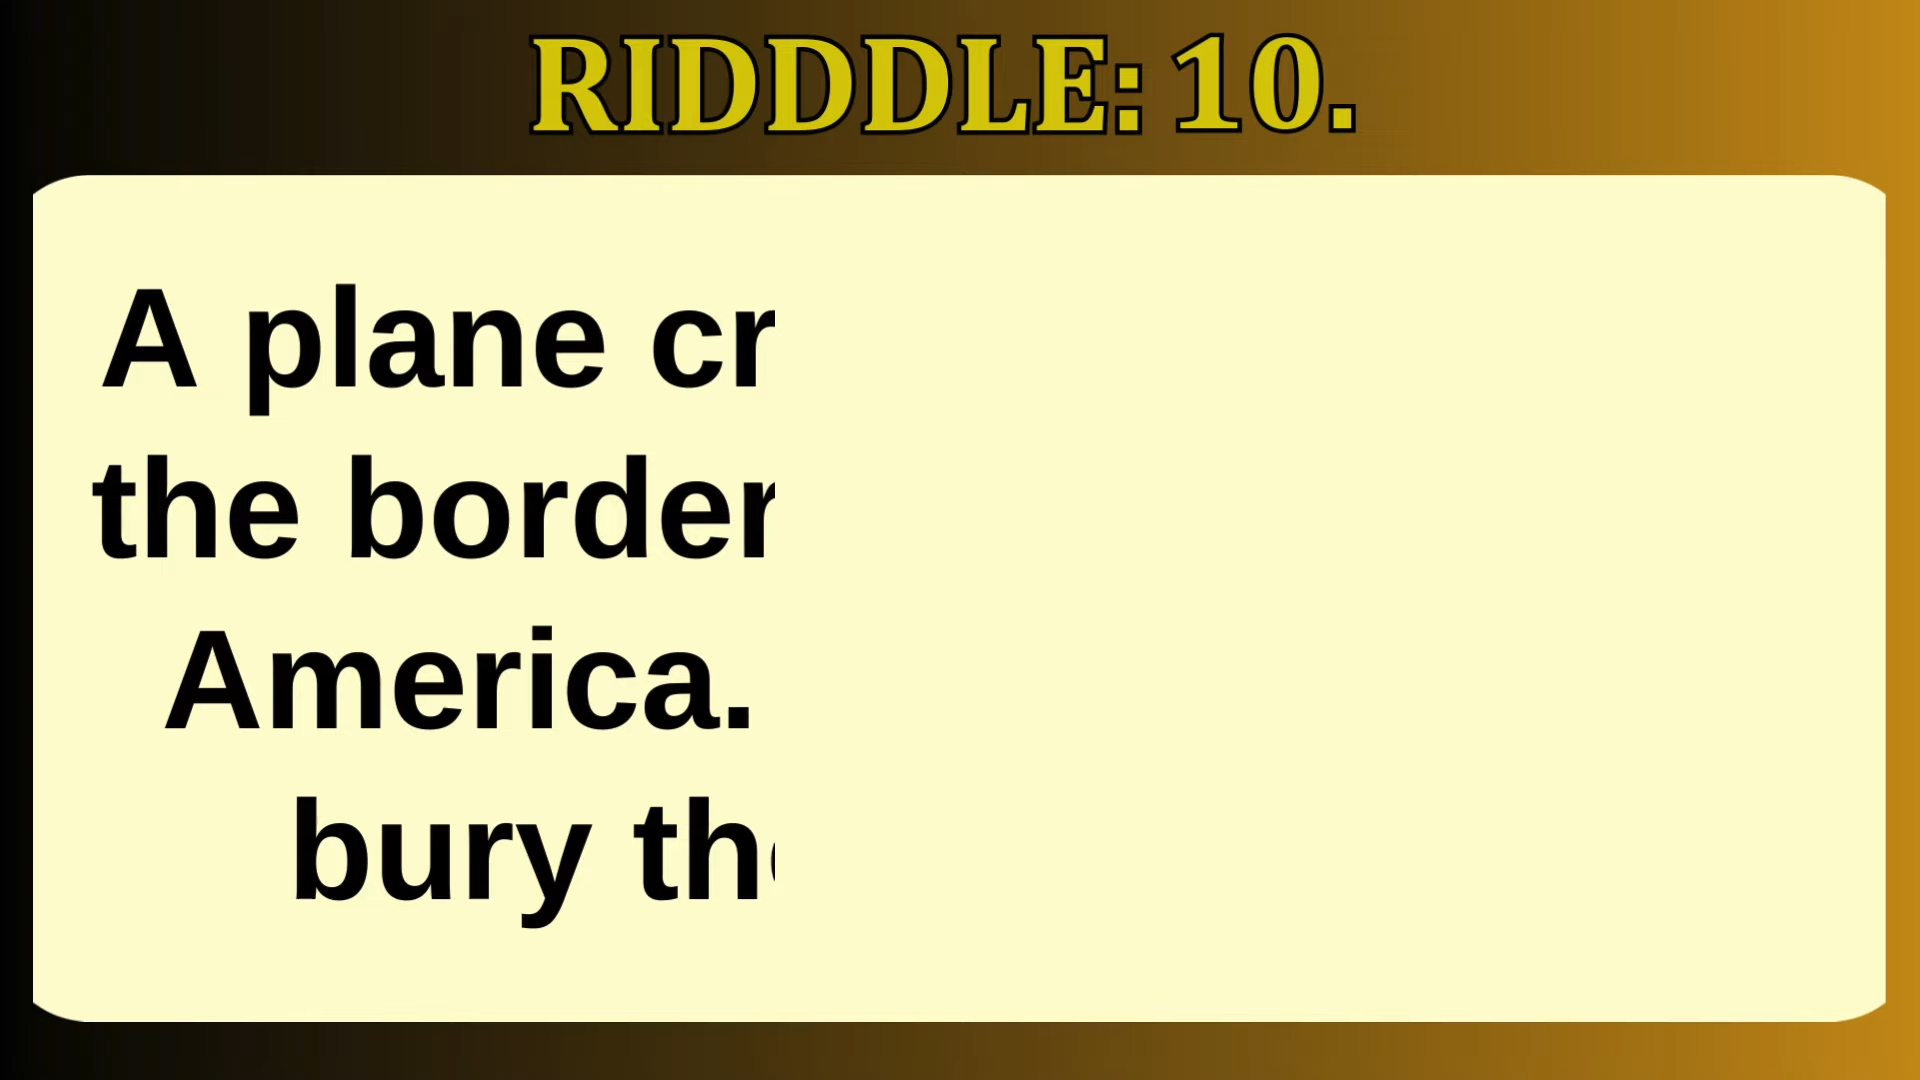 RIDDDLE: 10.
A plane cr
the border
America.
bury th